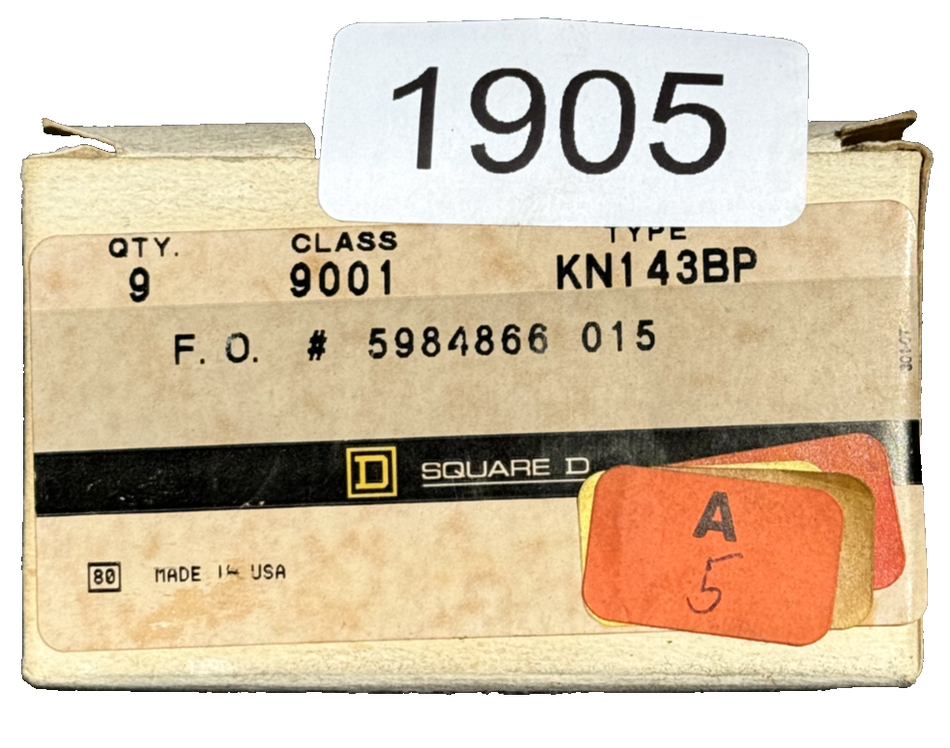 1905
QTY. CLASS TYPE
9 9001 KN143BP
F. O. # 5984866 015
D SQUARE D
80 MADE IN USA
A
5